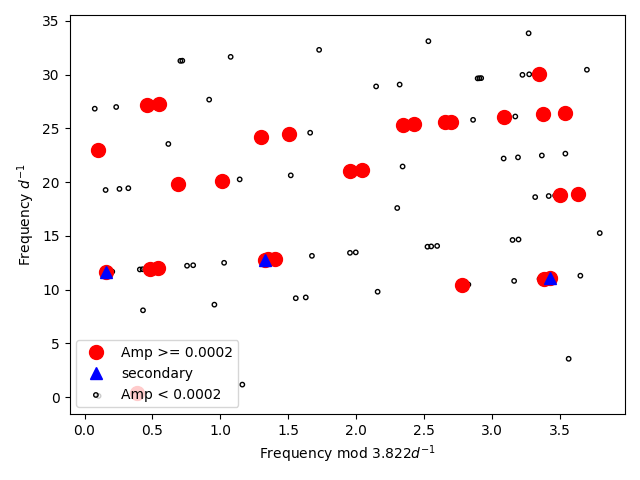 35
30
25
20
15
10
5
0
Frequency d⁻¹
Amp >= 0.0002
secondary
Amp < 0.0002
0.0 0.5 1.0 1.5 2.0 2.5 3.0 3.5
Frequency mod 3.822d⁻¹